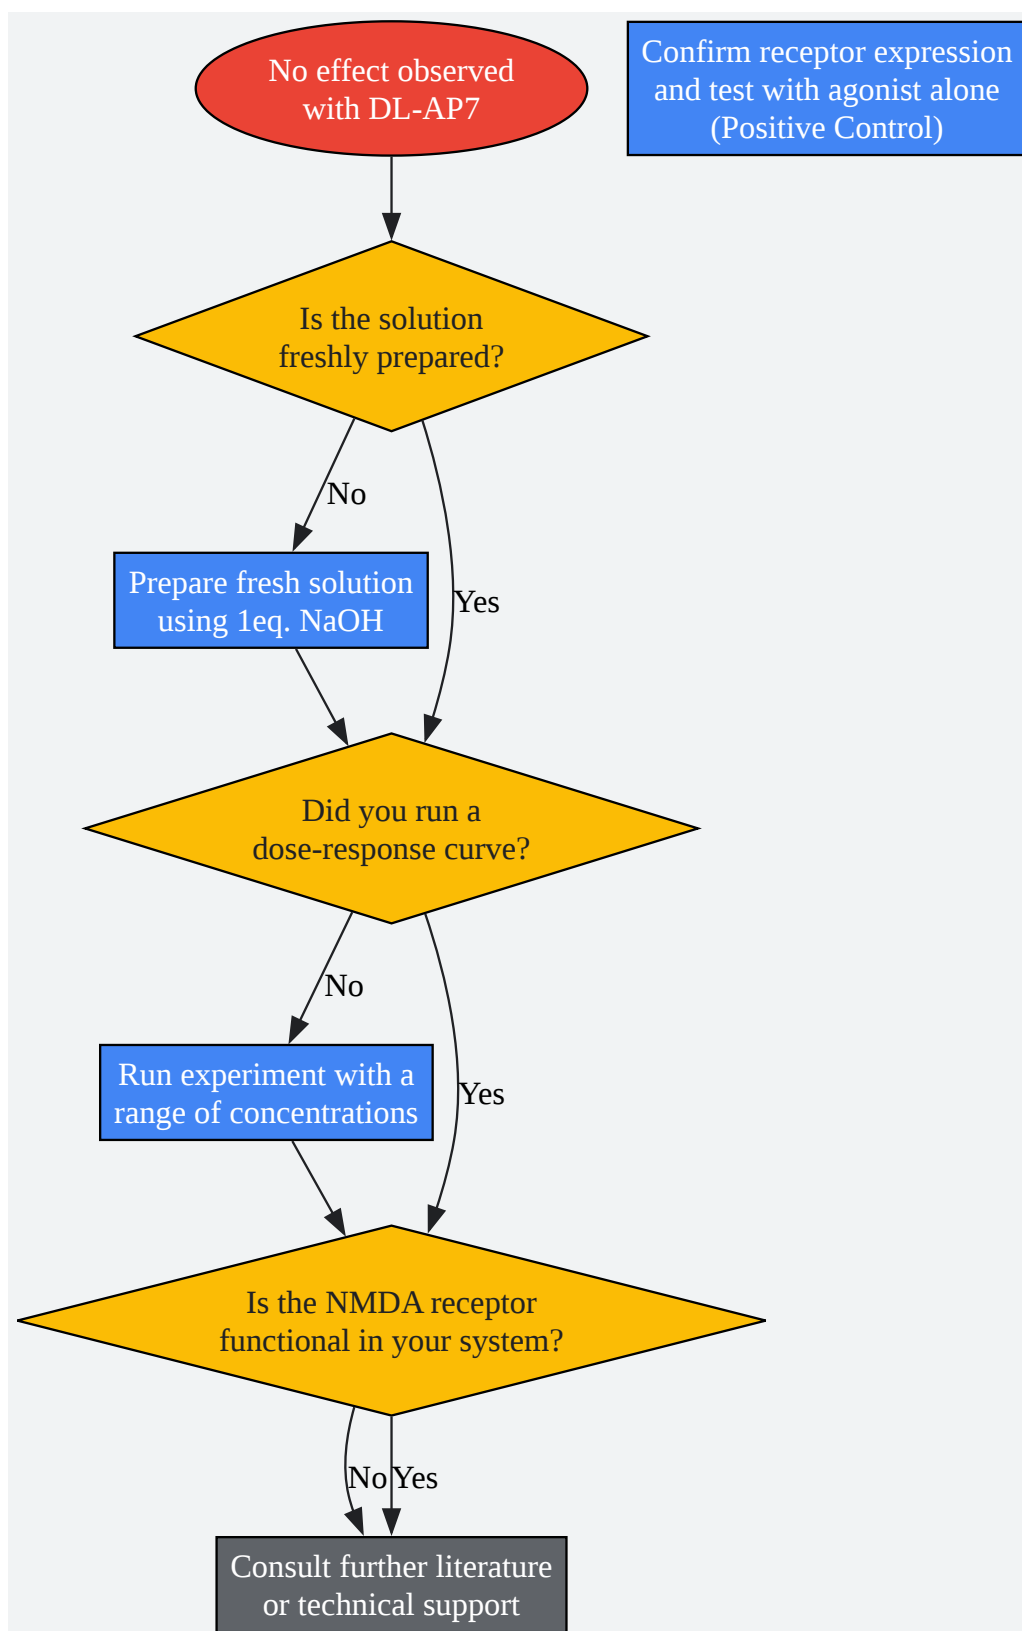 No effect observed
with DL-AP7
Confirm receptor expression
and test with agonist alone
(Positive Control)
Is the solution
freshly prepared?
No
Prepare fresh solution
using 1eq. NaOH
Yes
Did you run a
dose-response curve?
No
Run experiment with a
range of concentrations
Yes
Is the NMDA receptor
functional in your system?
No
Yes
Consult further literature
or technical support